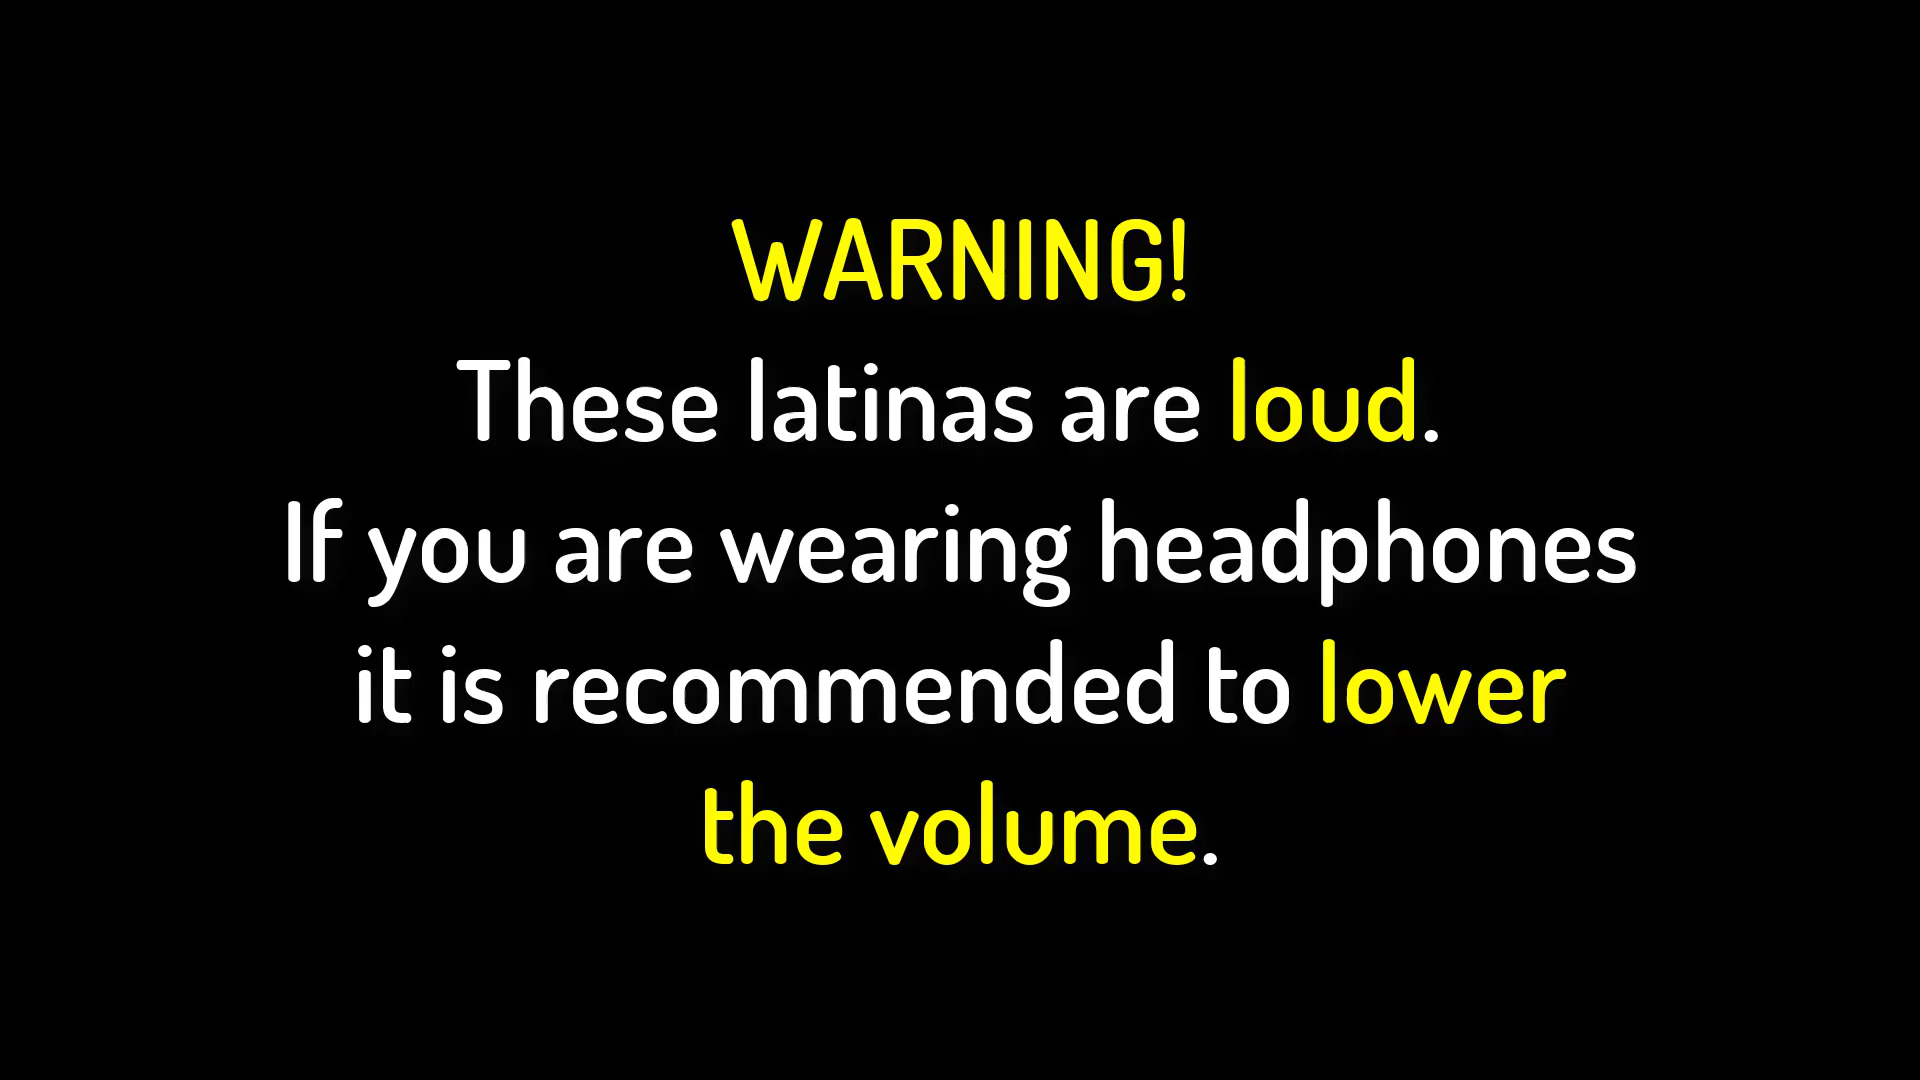 WARNING!
These latinas are loud.
If you are wearing headphones
it is recommended to lower
the volume.